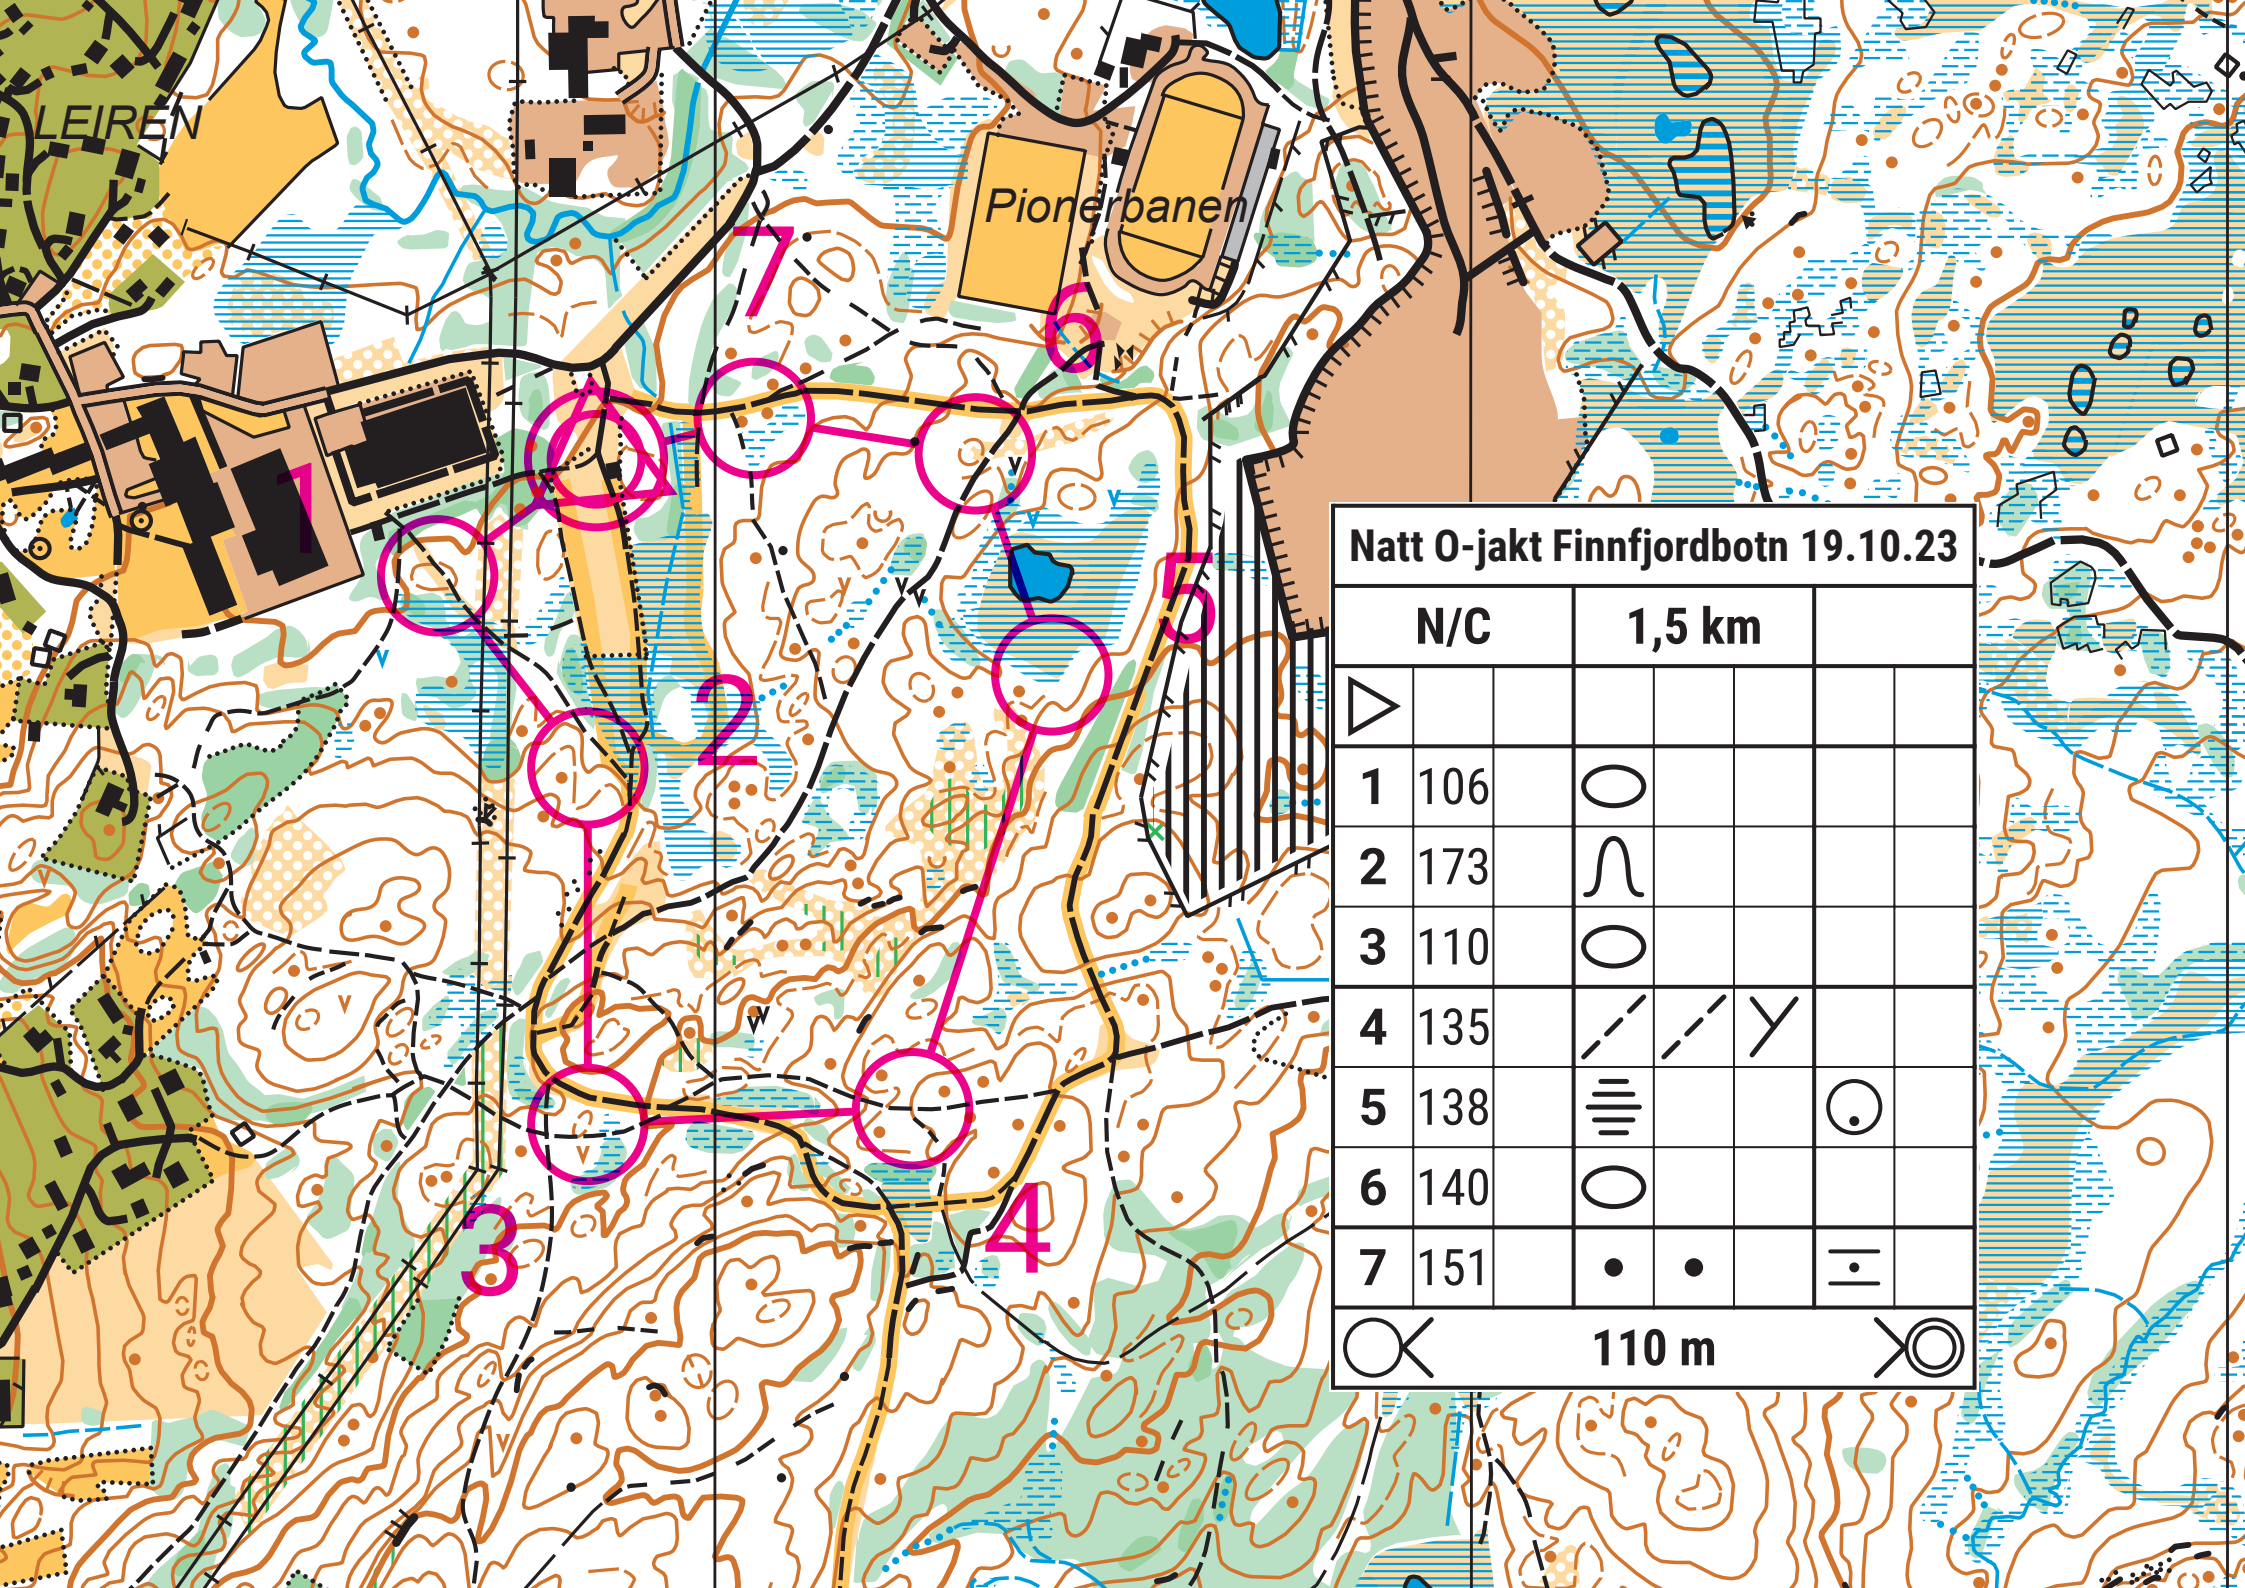 LEIREN
Pionerbanen
7
6
1
5
2
3
4
Natt O-jakt Finnfjordbotn 19.10.23
N/C 1,5 km
1 106
2 173
3 110
4 135
5 138
6 140
7 151
110 m